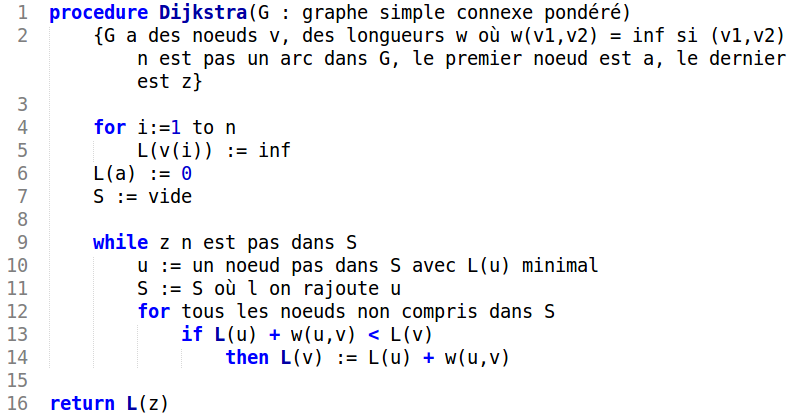 1 procedure Dijkstra(G : graphe simple connexe pondéré)
2 {G a des noeuds v, des longueurs w où w(v1,v2) = inf si (v1,v2)
n est pas un arc dans G, le premier noeud est a, le dernier
est z}
3
4 for i:=1 to n
5 L(v(i)) := inf
6 L(a) := 0
7 S := vide
8
9 while z n est pas dans S
10 u := un noeud pas dans S avec L(u) minimal
11 S := S où l on rajoute u
12 for tous les noeuds non compris dans S
13 if L(u) + w(u,v) < L(v)
14 then L(v) := L(u) + w(u,v)
15
16 return L(z)